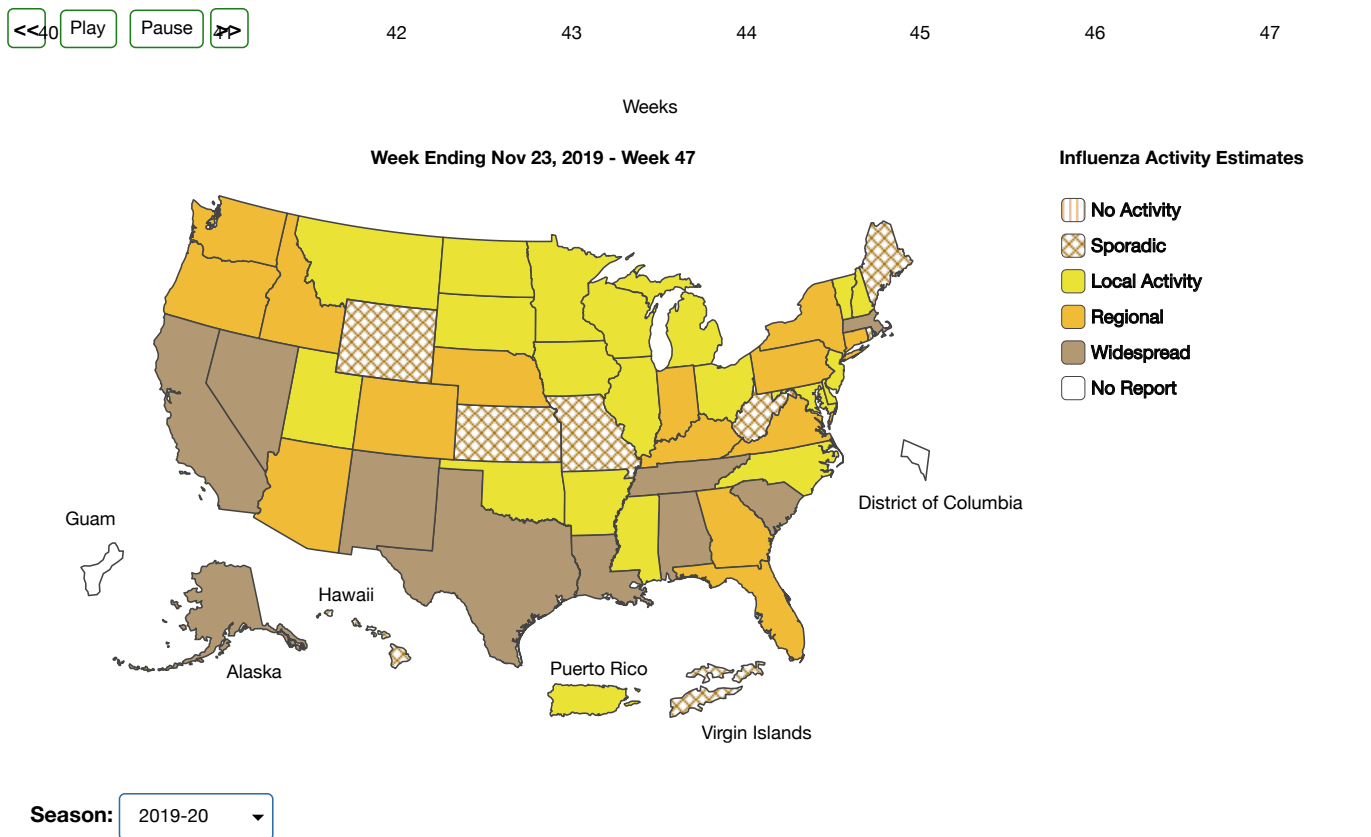 << 40 Play Pause 41 >> 42 43 44 45 46 47
Weeks
Week Ending Nov 23, 2019 - Week 47
Influenza Activity Estimates
No Activity
Sporadic
Local Activity
Regional
Widespread
No Report
District of Columbia
Guam
Hawaii
Alaska
Puerto Rico
Virgin Islands
Season: 2019-20